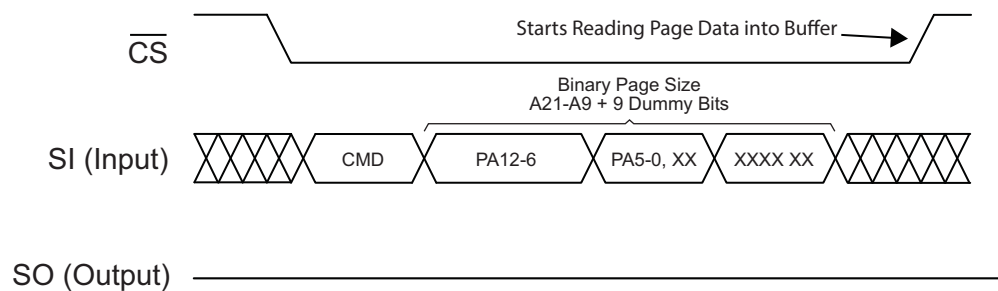 Starts Reading Page Data into Buffer
CS
Binary Page Size
A21-A9 + 9 Dummy Bits
SI (Input)
CMD
PA12-6
PA5-0, XX
XXXX XX
SO (Output)